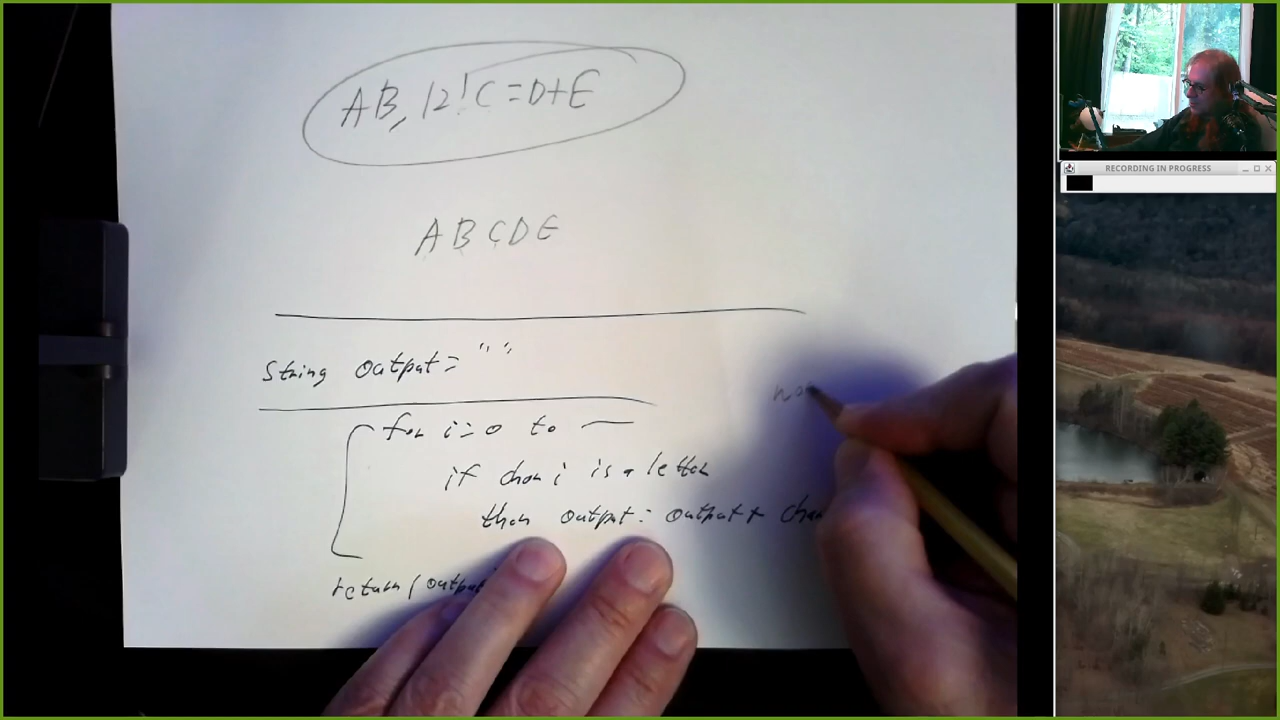 AB, 12!C=D+E
ABCDE
String output= " "
for i=0 to —
if char i is a letter
then output= output + char
return (output
RECORDING IN PROGRESS